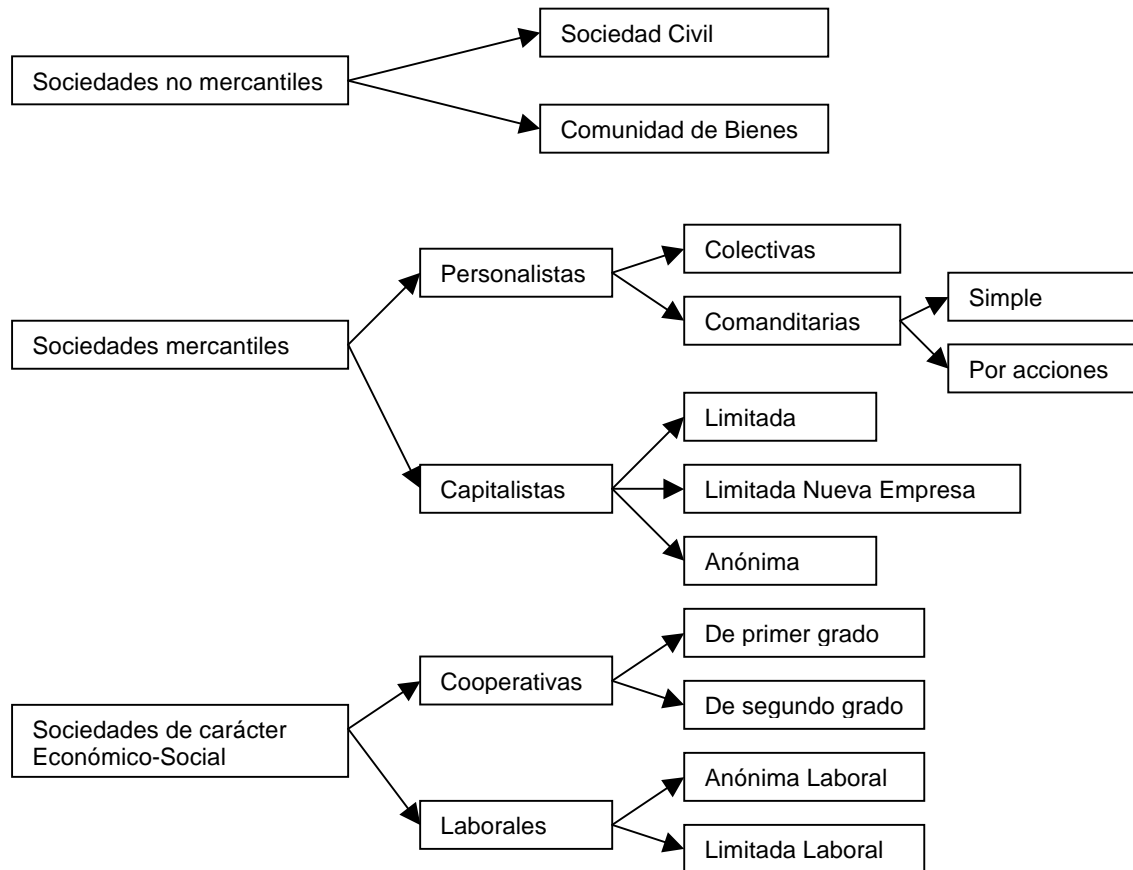 Sociedad Civil
Sociedades no mercantiles
Comunidad de Bienes
Colectivas
Personalistas
Simple
Comanditarias
Sociedades mercantiles
Por acciones
Limitada
Capitalistas
Limitada Nueva Empresa
Anónima
De primer grado
Cooperativas
De segundo grado
Sociedades de carácter
Económico-Social
Anónima Laboral
Laborales
Limitada Laboral